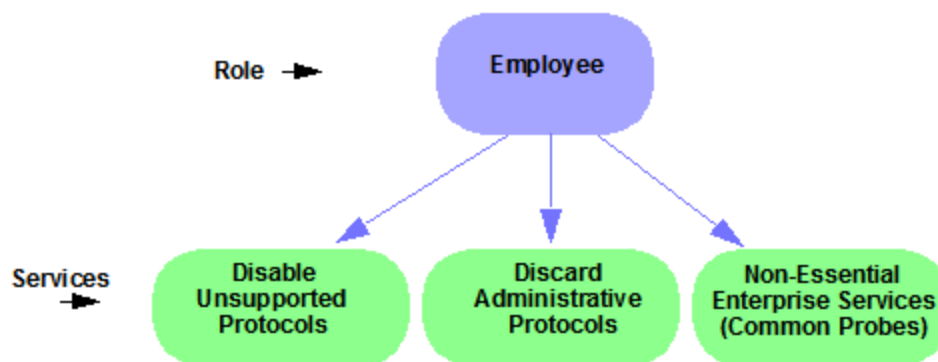 Role
Employee
Services
Disable
Unsupported
Protocols
Discard
Administrative
Protocols
Non-Essential
Enterprise Services
(Common Probes)